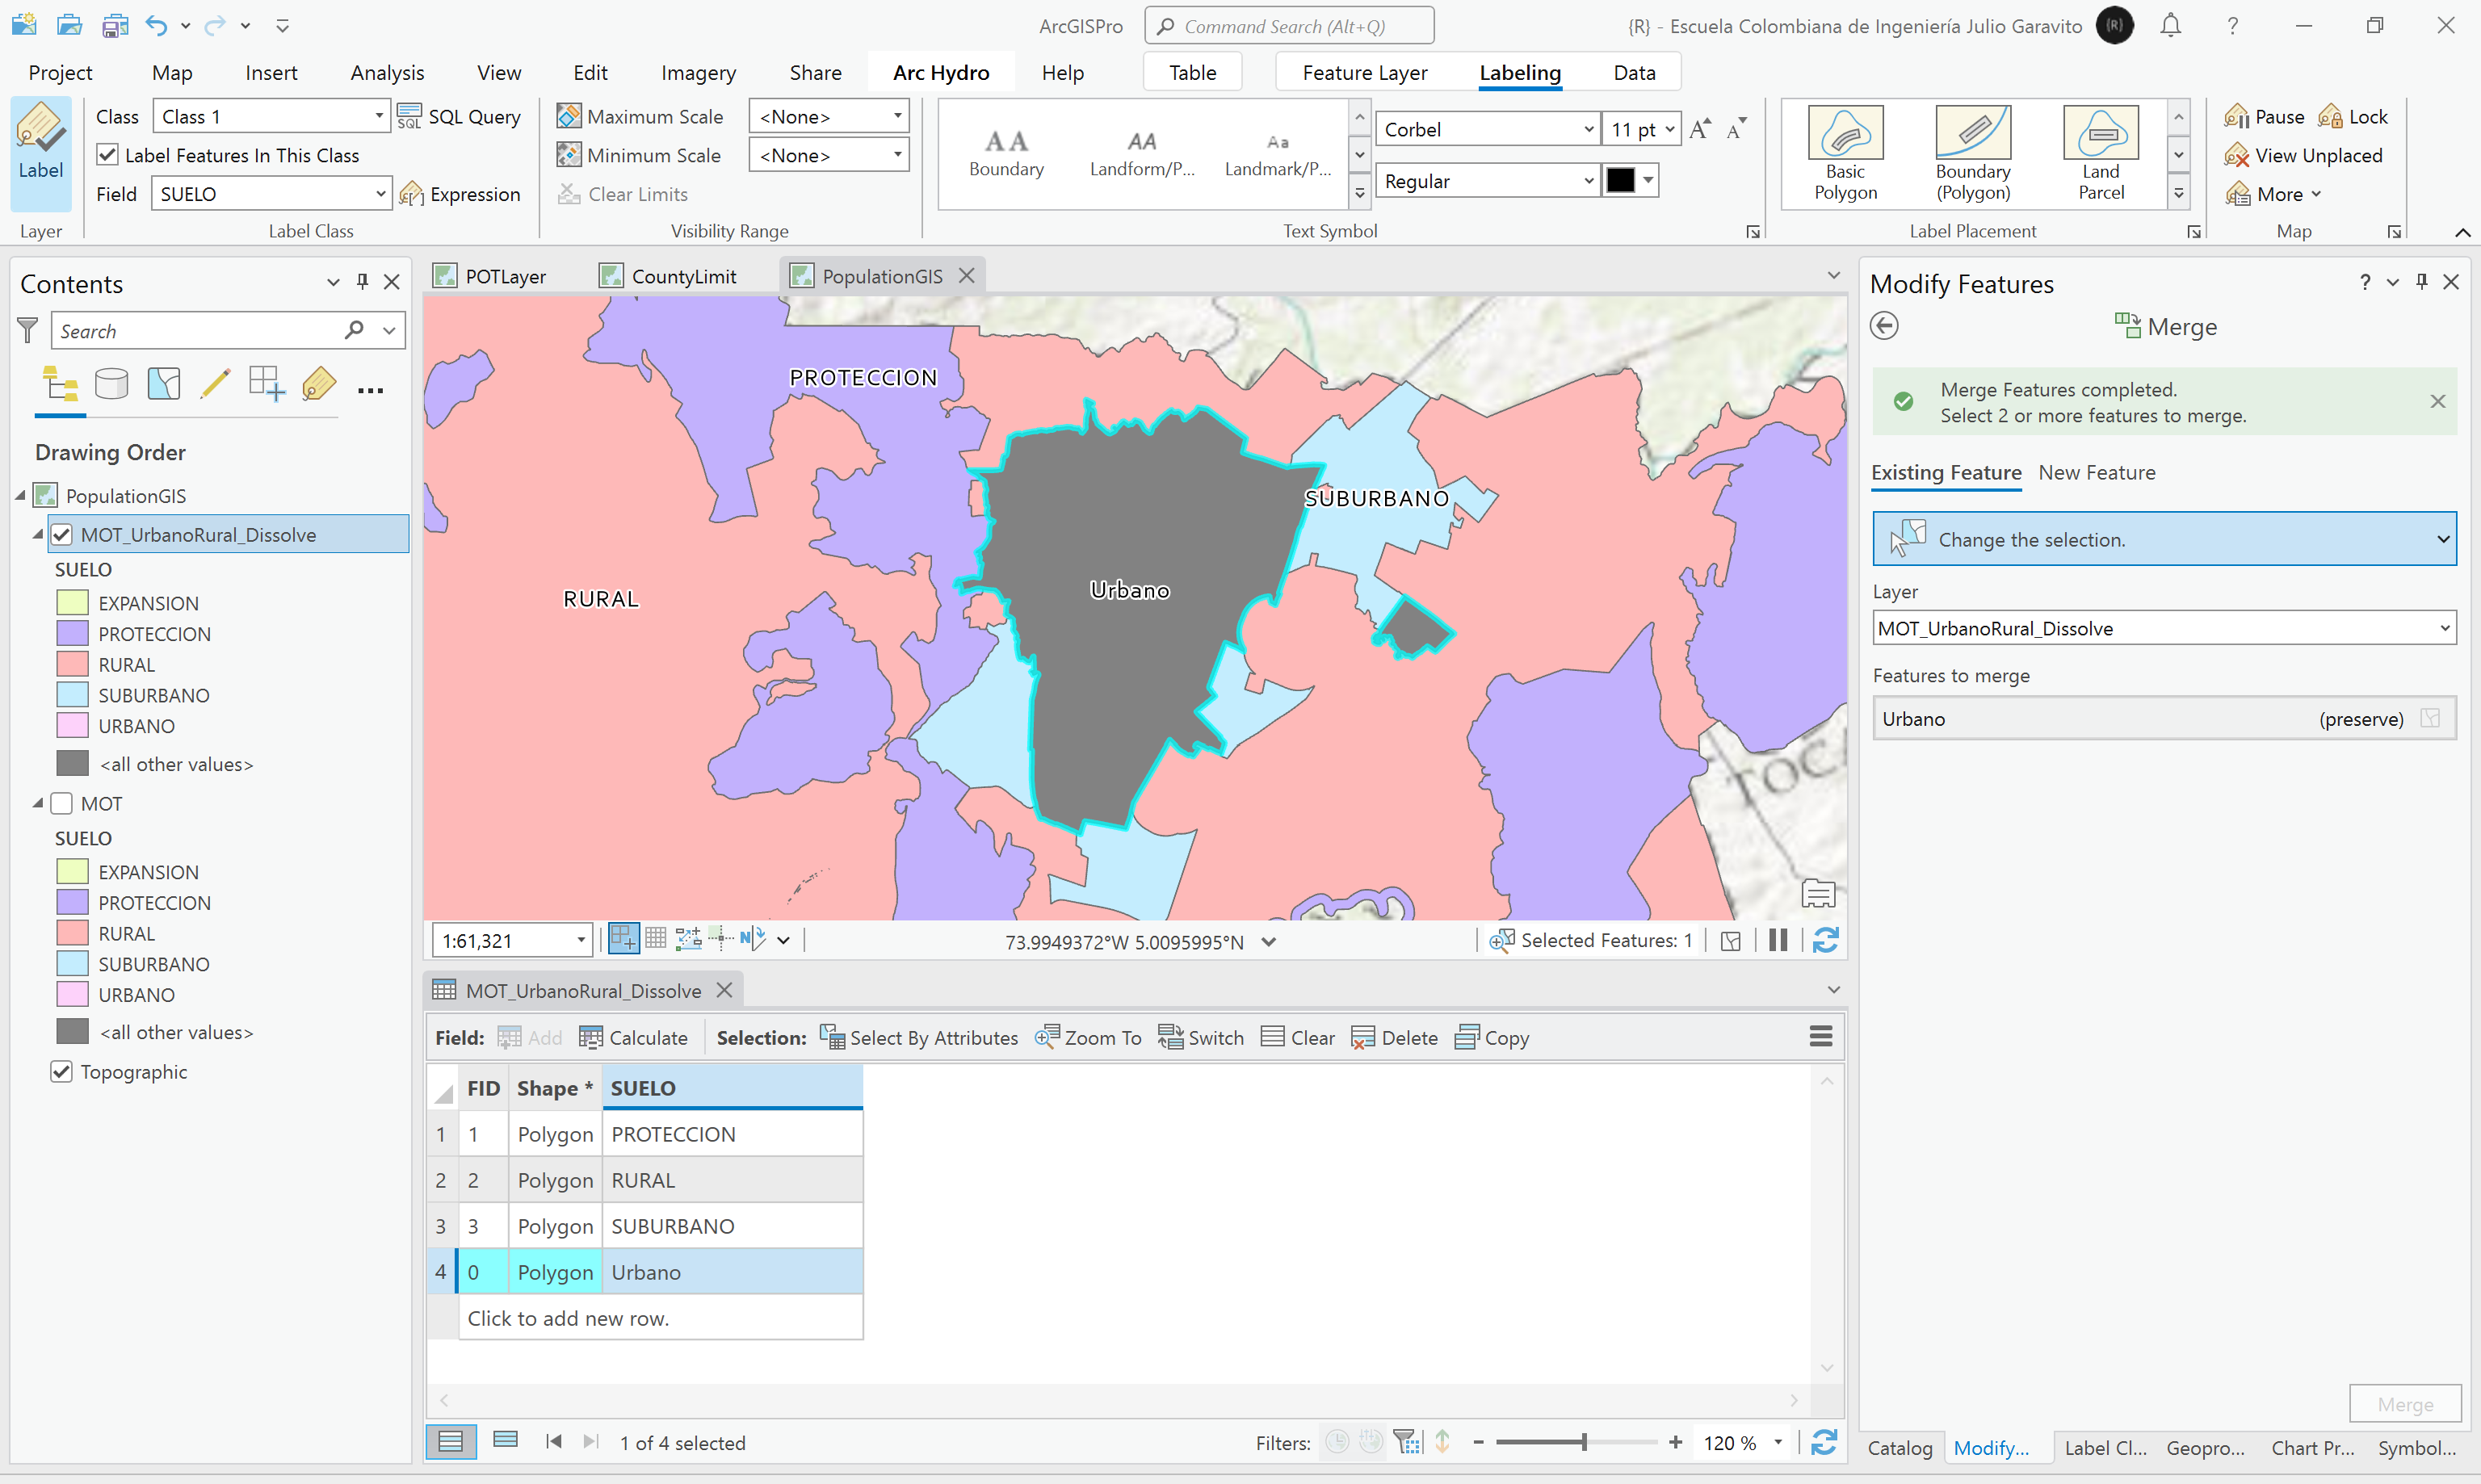 ArcGISPro
Command Search (Alt+Q)
{R} - Escuela Colombiana de Ingeniería Julio Garavito
{R}
Project
Map
Insert
Analysis
View
Edit
Imagery
Share
Arc Hydro
Help
Table
Feature Layer
Labeling
Data
Label
Layer
Class
Class 1
SQL
SQL Query
Label Features In This Class
Field
SUELO
Expression
Label Class
Maximum Scale
<None>
Minimum Scale
<None>
Clear Limits
Visibility Range
AA
Boundary
AA
Landform/P...
Aa
Landmark/P...
Corbel
11 pt
Regular
Text Symbol
Basic
Polygon
Boundary
(Polygon)
Land
Parcel
Label Placement
Pause
Lock
View Unplaced
More
Map
Contents
Search
Drawing Order
PopulationGIS
MOT_UrbanoRural_Dissolve
SUELO
EXPANSION
PROTECCION
RURAL
SUBURBANO
URBANO
<all other values>
MOT
SUELO
EXPANSION
PROTECCION
RURAL
SUBURBANO
URBANO
<all other values>
Topographic
POTLayer
CountyLimit
PopulationGIS
PROTECCION
SUBURBANO
Urbano
RURAL
TOC
1:61,321
73.9949372°W 5.0095995°N
Selected Features: 1
MOT_UrbanoRural_Dissolve
Field:
Add
Calculate
Selection:
Select By Attributes
Zoom To
Switch
Clear
Delete
Copy
FID Shape * SUELO
1 1 Polygon PROTECCION
2 2 Polygon RURAL
3 3 Polygon SUBURBANO
4 0 Polygon Urbano
Click to add new row.
1 of 4 selected
Filters:
120 %
Modify Features
Merge
Merge Features completed.
Select 2 or more features to merge.
Existing Feature
New Feature
Change the selection.
Layer
MOT_UrbanoRural_Dissolve
Features to merge
Urbano
(preserve)
Merge
Catalog
Modify...
Label Cl...
Geopro...
Chart Pr...
Symbol...